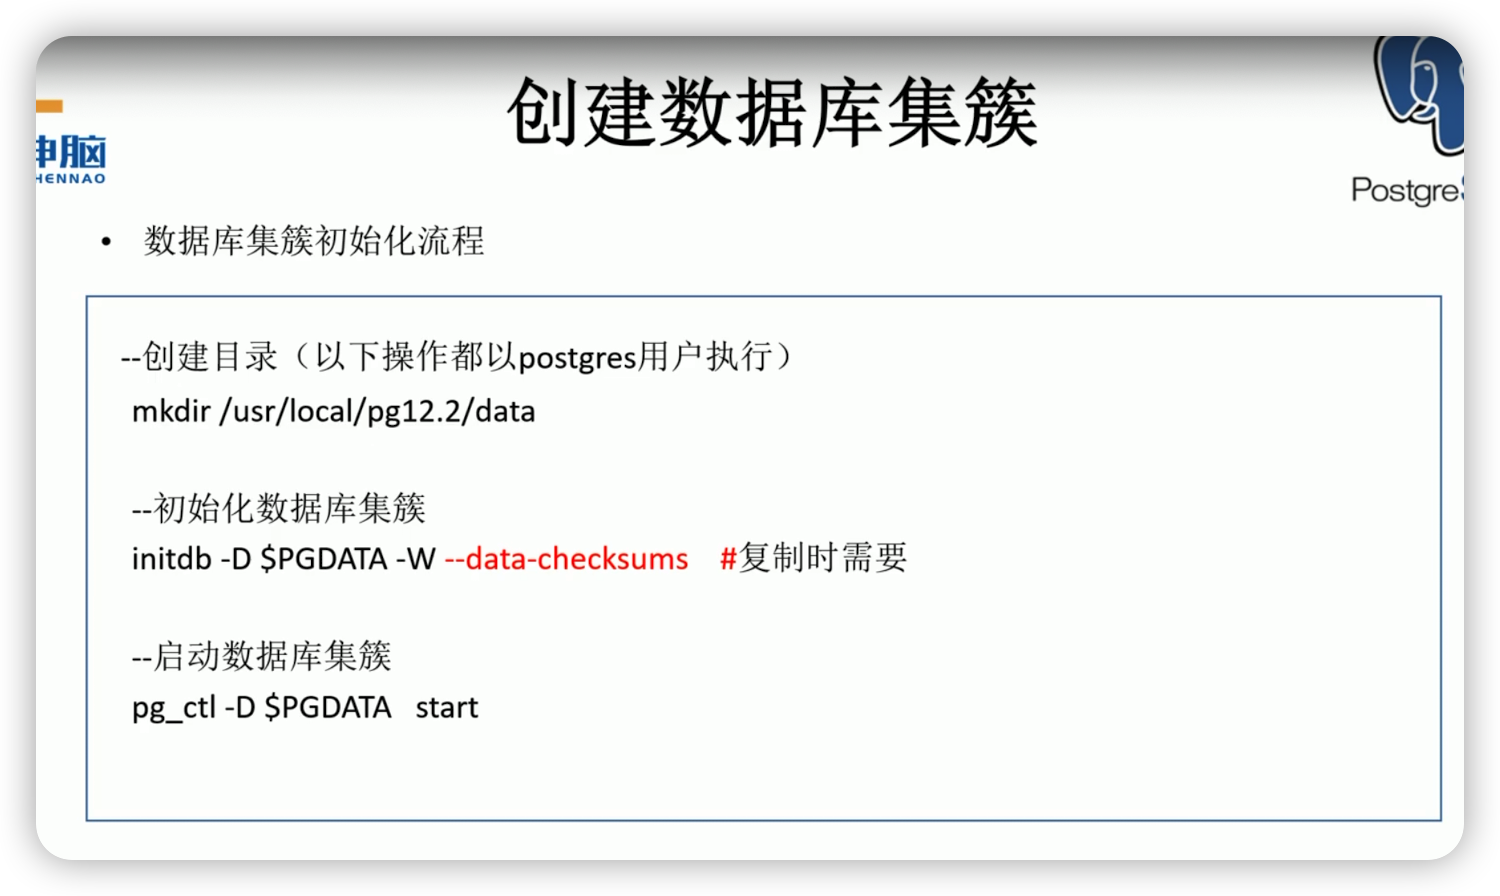 创建数据库集簇
神脑
HENNAO
Postgre
• 数据库集簇初始化流程
--创建目录（以下操作都以postgres用户执行）
mkdir /usr/local/pg12.2/data
--初始化数据库集簇
initdb -D $PGDATA -W --data-checksums #复制时需要
--启动数据库集簇
pg_ctl -D $PGDATA start